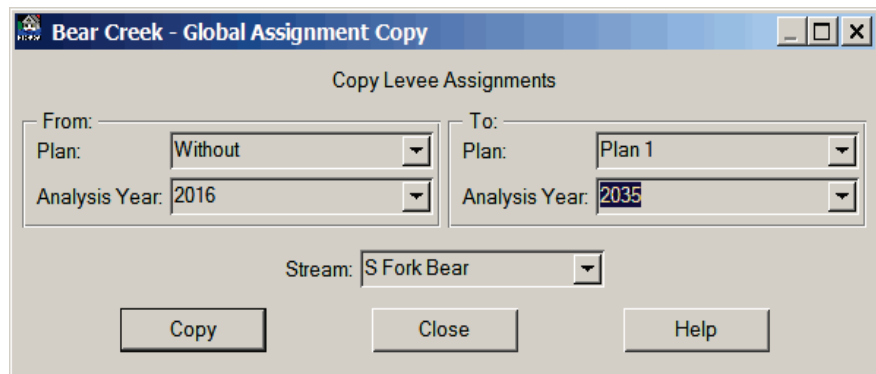 Bear Creek - Global Assignment Copy
Copy Levee Assignments
From:
Plan: Without
Analysis Year: 2016
To:
Plan: Plan 1
Analysis Year: 2035
Stream: S Fork Bear
Copy Close Help